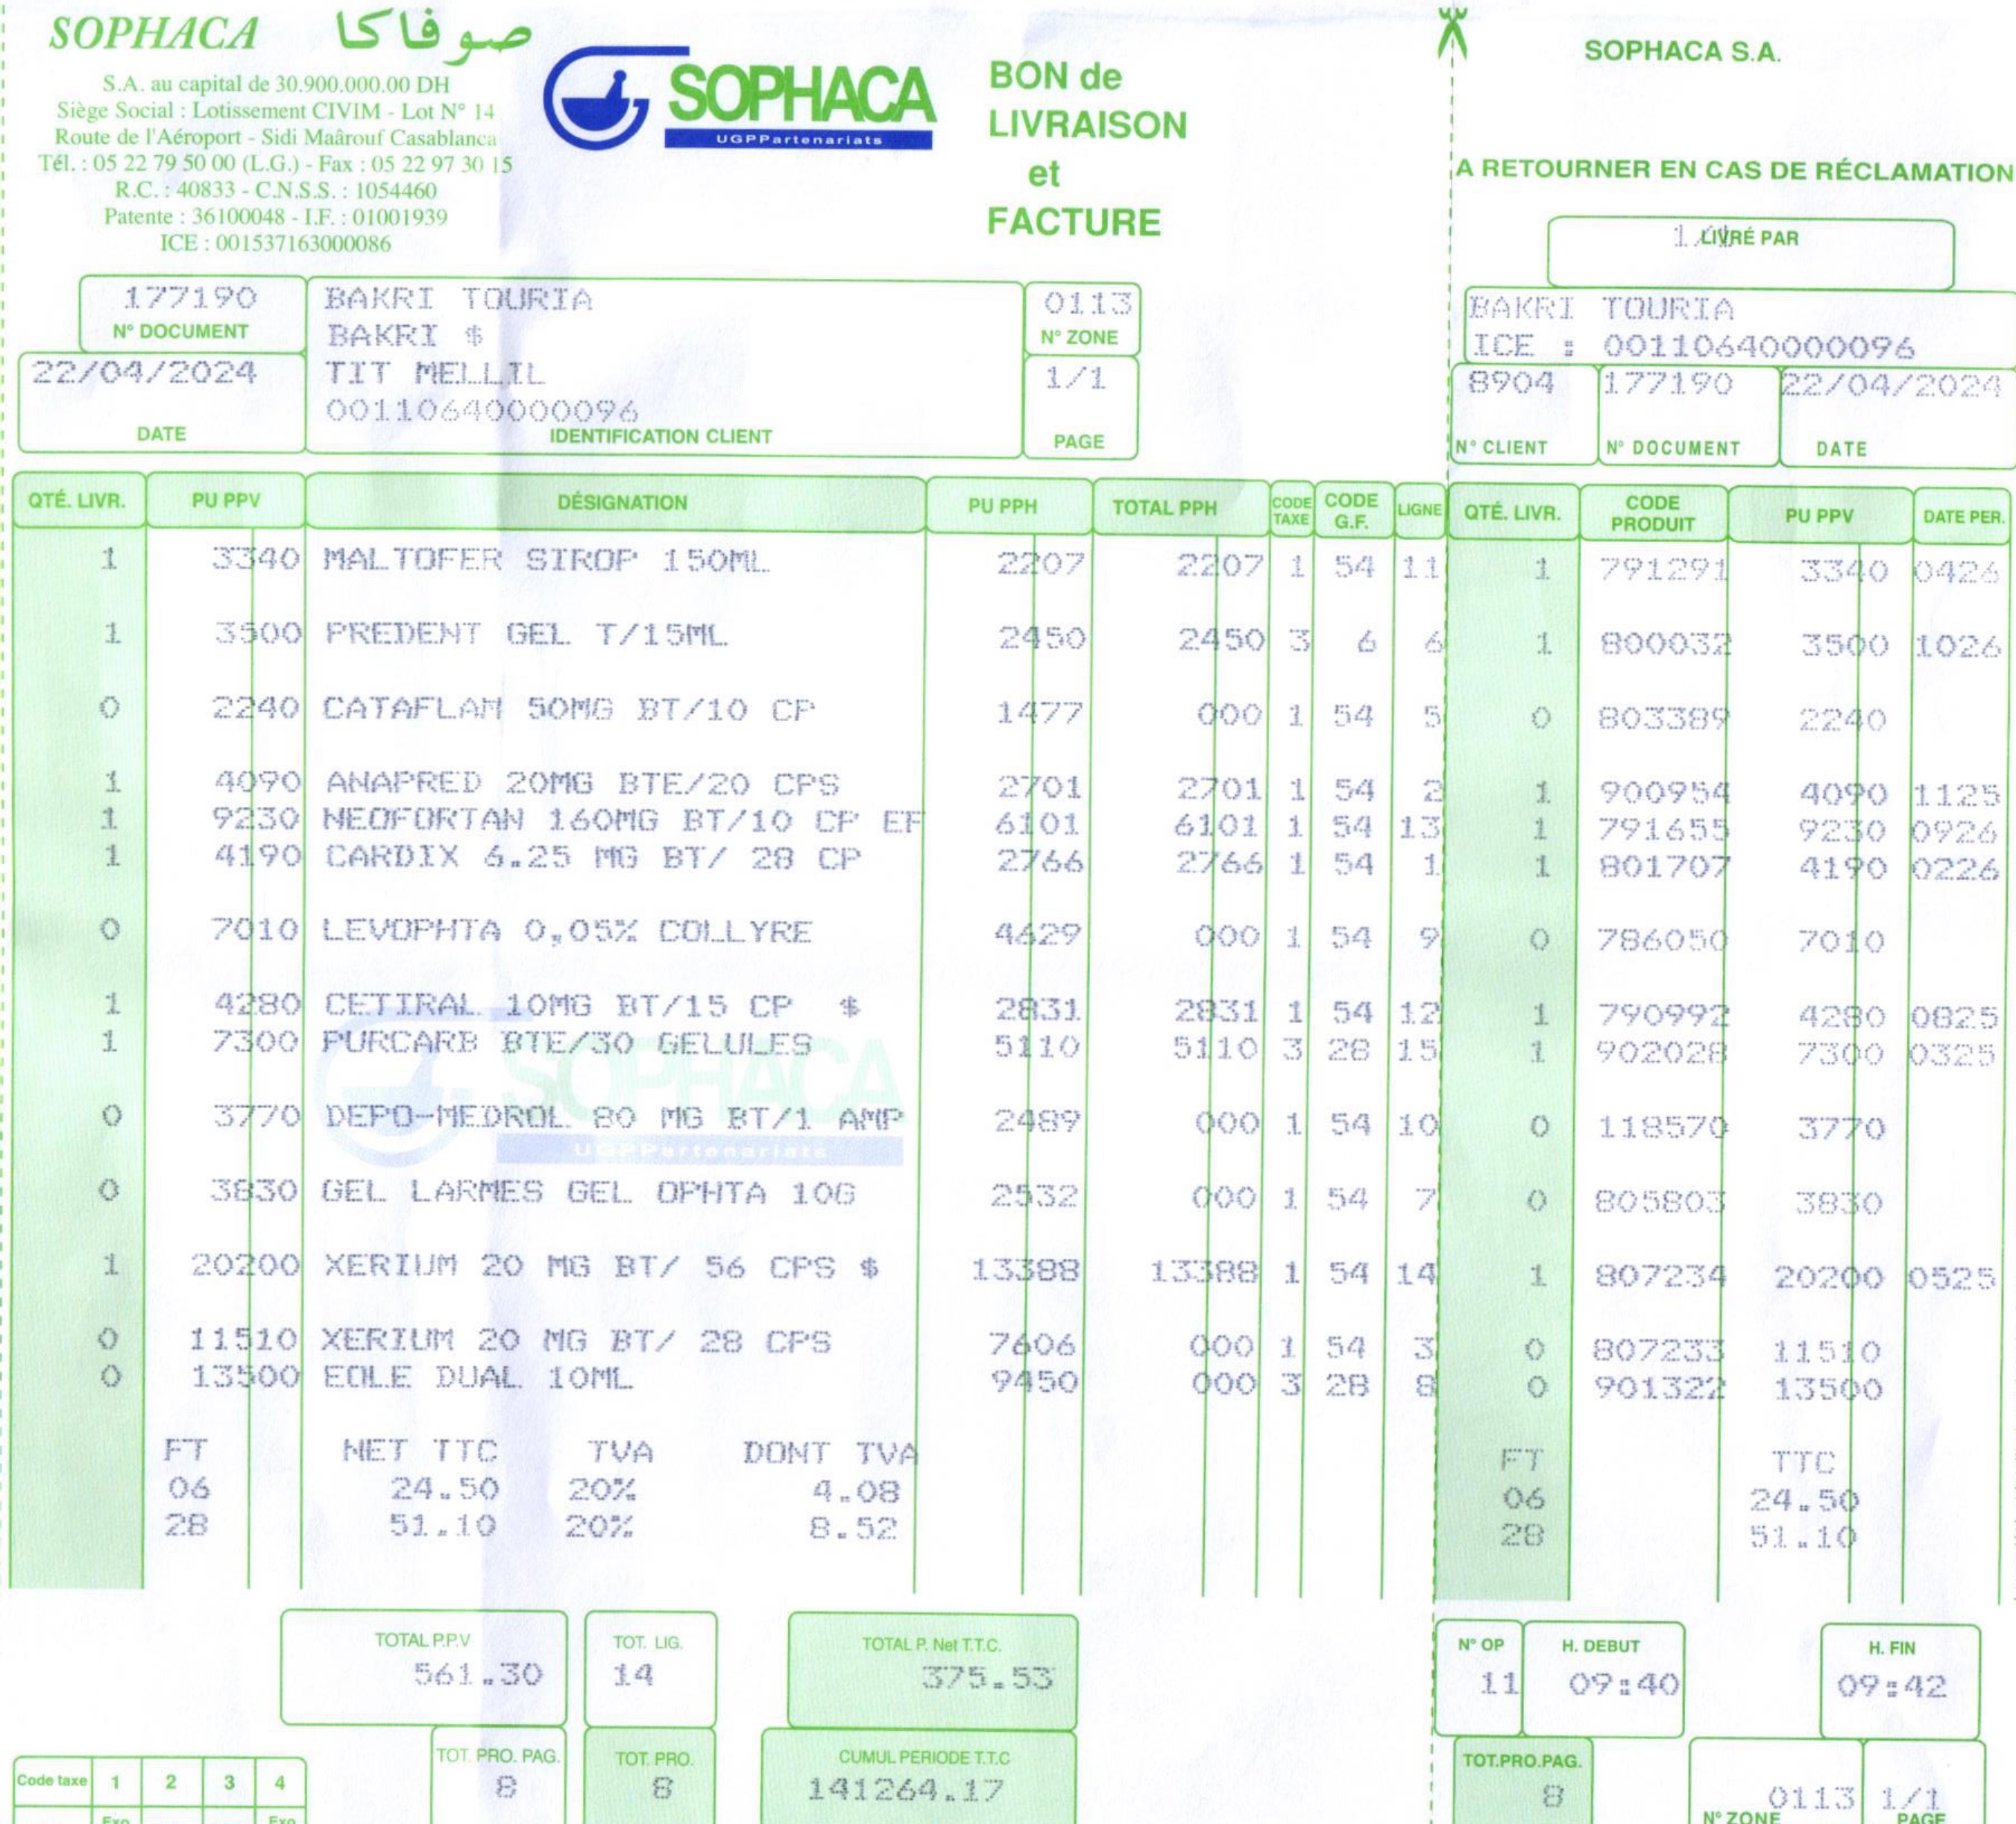 SOPHACA صوفاكا
S.A. au capital de 30.900.000.00 DH
Siège Social : Lotissement CIVIM - Lot N° 14
Route de l'Aéroport - Sidi Maârouf Casablanca
Tél. : 05 22 79 50 00 (L.G.) - Fax : 05 22 97 30 15
R.C. : 40833 - C.N.S.S. : 1054460
Patente : 36100048 - I.F. : 01001939
ICE : 001537163000086
SOPHACA
UGPPartenariats
BON de
LIVRAISON
et
FACTURE
177190
N° DOCUMENT
22/04/2024
DATE
BAKRI TOURIA
BAKRI $
TIT MELLIL
00110640000096
IDENTIFICATION CLIENT
0113
N° ZONE
1/1
PAGE
SOPHACA S.A.
A RETOURNER EN CAS DE RÉCLAMATION
LIVRÉ PAR
BAKRI TOURIA
ICE : 00110640000096
8904 177190 22/04/2024
N° CLIENT N° DOCUMENT DATE
QTÉ. LIVR. PU PPV DÉSIGNATION PU PPH TOTAL PPH CODE TAXE CODE G.F. LIGNE QTÉ. LIVR. CODE PRODUIT PU PPV DATE PER.
1 3340 MALTOFER SIROP 150ML 2207 2207 1 54 11 1 791291 3340 0426
1 3500 PREDENT GEL T/15ML 2450 2450 3 6 6 1 800032 3500 1026
0 2240 CATAFLAM 50MG BT/10 CP 1477 000 1 54 5 0 803389 2240
1 4090 ANAPRED 20MG BTE/20 CPS 2701 2701 1 54 2 1 900954 4090 1125
1 9230 NEOFORTAN 160MG BT/10 CP EF 6101 6101 1 54 13 1 791655 9230 0926
1 4190 CARDIX 6.25 MG BT/ 28 CP 2766 2766 1 54 1 1 801707 4190 0226
0 7010 LEVOPHTA 0,05% COLLYRE 4629 000 1 54 9 0 786050 7010
1 4280 CETIRAL 10MG BT/15 CP $ 2831 2831 1 54 12 1 790992 4280 0825
1 7300 PURCARB BTE/30 GELULES 5110 5110 3 28 15 1 902028 7300 0325
SOPHACA
0 3770 DEPO-MEDROL 80 MG BT/1 AMP 2489 000 1 54 10 0 118570 3770
UGPPartenariats
0 3830 GEL LARMES GEL OPHTA 10G 2532 000 1 54 7 0 805803 3830
1 20200 XERIUM 20 MG BT/ 56 CPS $ 13388 13388 1 54 14 1 807234 20200 0525
0 11510 XERIUM 20 MG BT/ 28 CPS 7606 000 1 54 3 0 807233 11510
0 13500 EOLE DUAL 10ML 9450 000 3 28 8 0 901322 13500
FT NET TTC TVA DONT TVA FT TTC
06 24.50 20% 4.08 06 24.50
28 51.10 20% 8.52 28 51.10
TOTAL P.P.V TOT. LIG. TOTAL P. Net T.T.C. N° OP H. DEBUT H. FIN
561.30 14 375.53 11 09:40 09:42
TOT. PRO. PAG. TOT. PRO. CUMUL PERIODE T.T.C TOT.PRO.PAG.
8 8 141264.17 8 0113 1/1
N° ZONE PAGE
Code taxe 1 2 3 4
Exo Exo